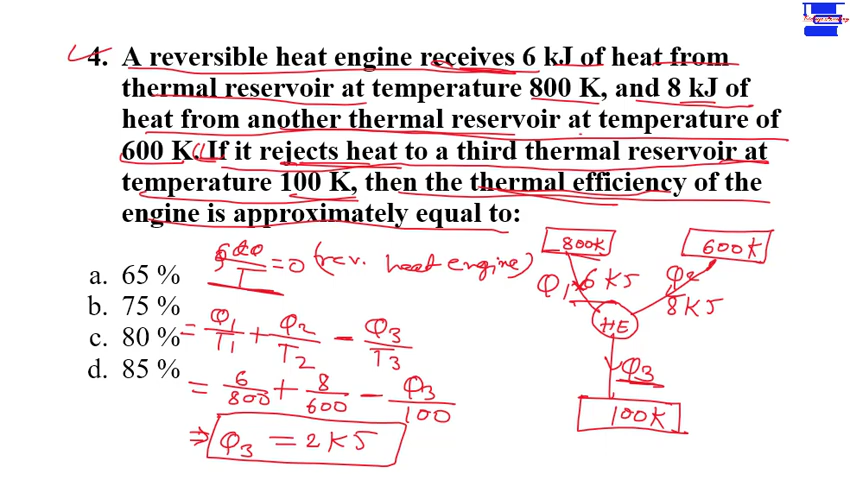 4. A reversible heat engine receives 6 kJ of heat from
thermal reservoir at temperature 800 K, and 8 kJ of
heat from another thermal reservoir at temperature of
600 K. If it rejects heat to a third thermal reservoir at
temperature 100 K, then the thermal efficiency of the
engine is approximately equal to:
a. 65 %
b. 75 %
c. 80 %
d. 85 %
∮ dQ/T = 0 (rev. heat engine)
= Q1/T1 + Q2/T2 - Q3/T3
= 6/800 + 8/600 - Q3/100
⇒ Q3 = 2 KJ
800K
600K
Q1 6 KJ
Q2
8 KJ
HE
Q3
100K